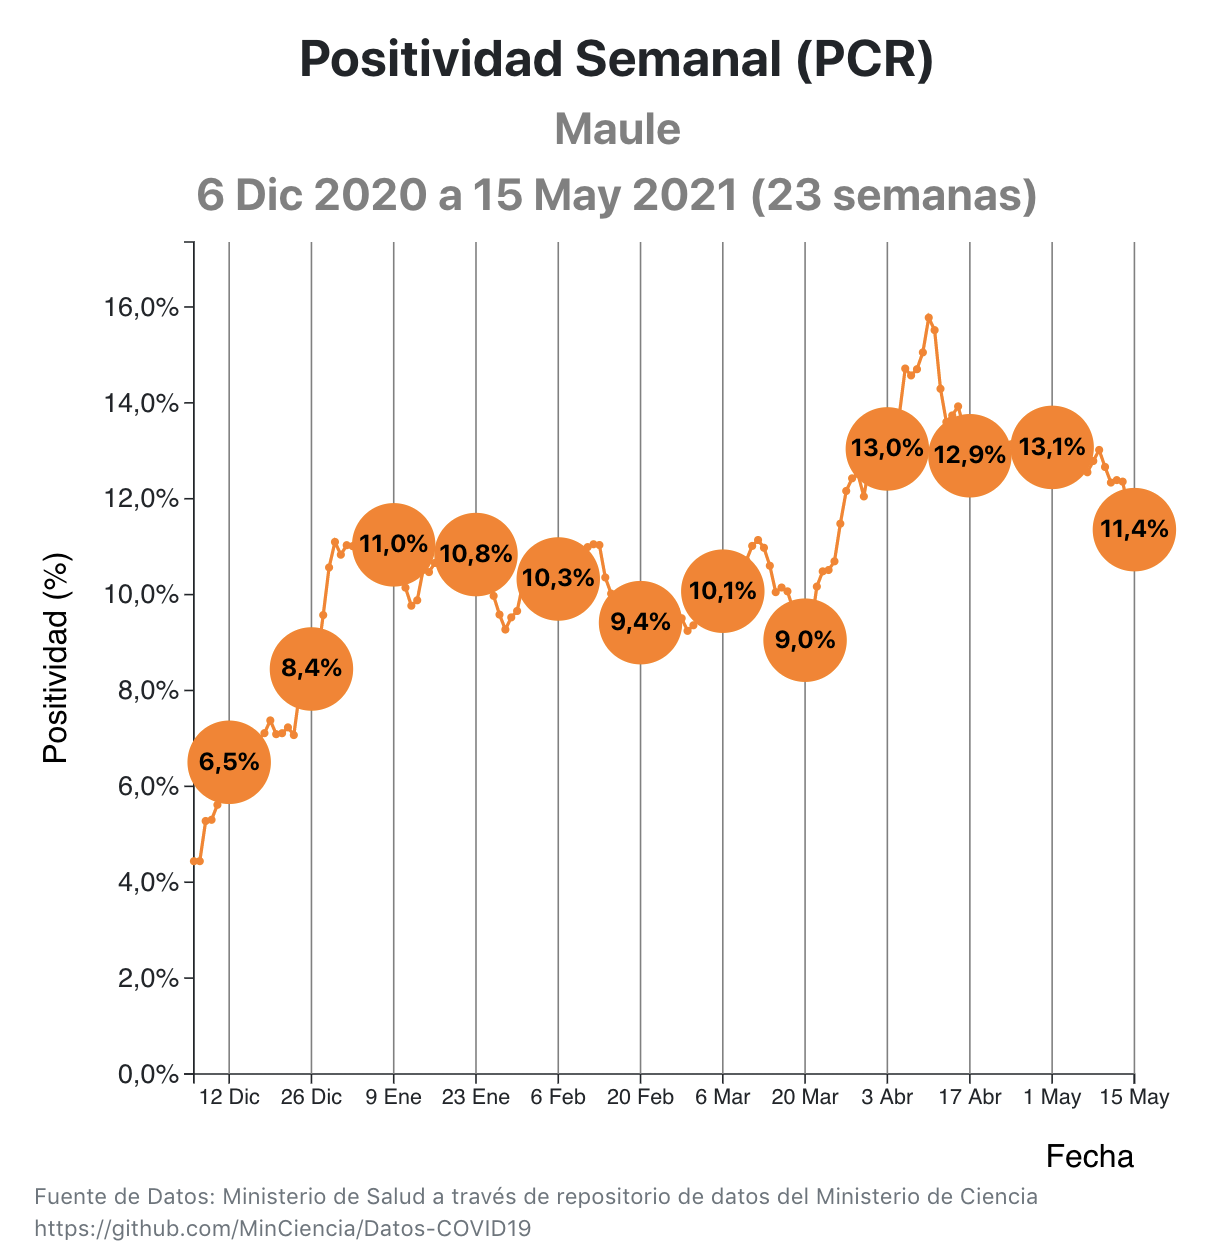 Positividad Semanal (PCR)
Maule
6 Dic 2020 a 15 May 2021 (23 semanas)
Positividad (%)
16,0%
14,0%
12,0%
10,0%
8,0%
6,0%
4,0%
2,0%
0,0%
6,5%
8,4%
11,0%
10,8%
10,3%
9,4%
10,1%
9,0%
13,0%
12,9%
13,1%
11,4%
12 Dic
26 Dic
9 Ene
23 Ene
6 Feb
20 Feb
6 Mar
20 Mar
3 Abr
17 Abr
1 May
15 May
Fecha
Fuente de Datos: Ministerio de Salud a través de repositorio de datos del Ministerio de Ciencia
https://github.com/MinCiencia/Datos-COVID19